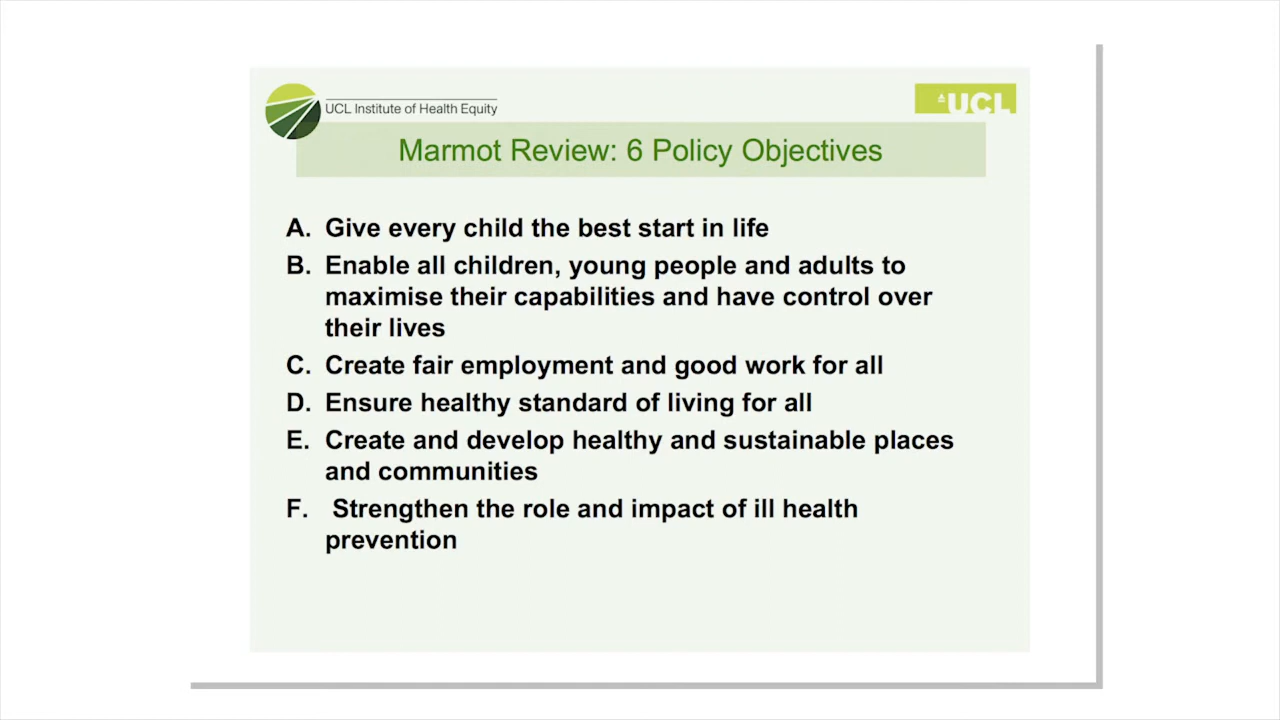 UCL Institute of Health Equity
UCL
Marmot Review: 6 Policy Objectives
A. Give every child the best start in life
B. Enable all children, young people and adults to
maximise their capabilities and have control over
their lives
C. Create fair employment and good work for all
D. Ensure healthy standard of living for all
E. Create and develop healthy and sustainable places
and communities
F. Strengthen the role and impact of ill health
prevention